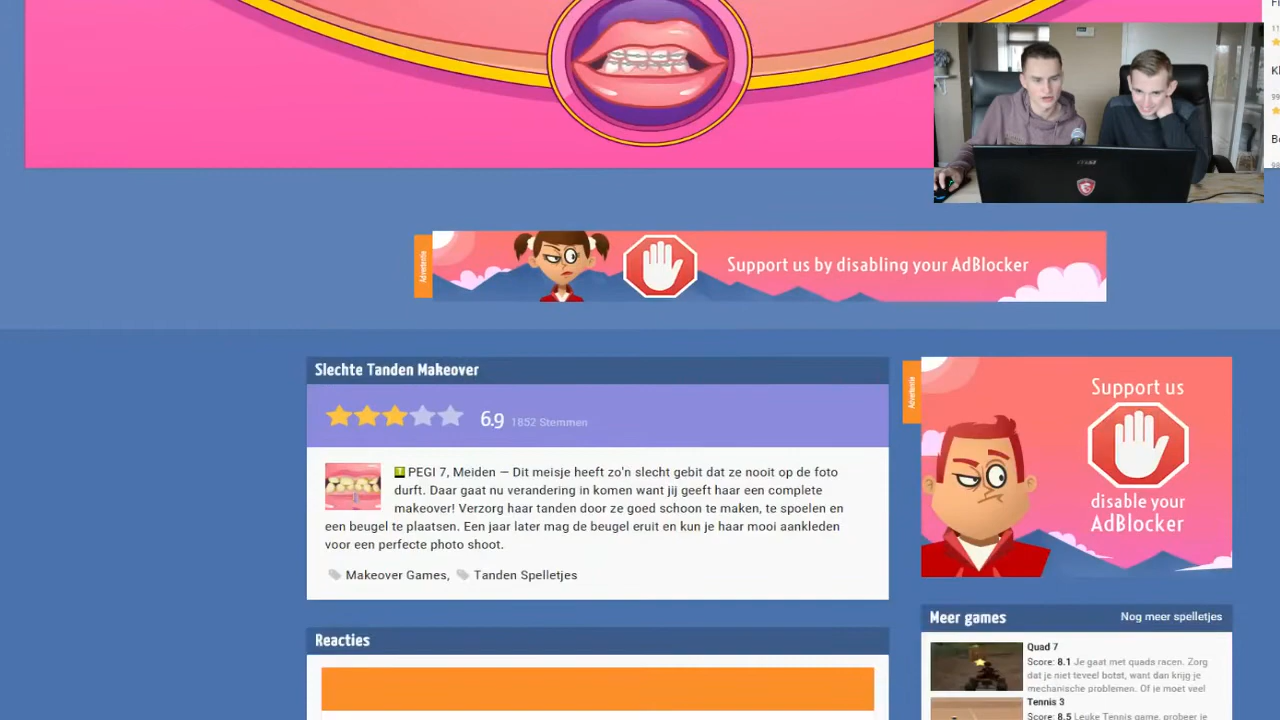 Advertentie
Support us by disabling your AdBlocker
Slechte Tanden Makeover
6.9 1852 Stemmen
PEGI 7, Meiden — Dit meisje heeft zo'n slecht gebit dat ze nooit op de foto
durft. Daar gaat nu verandering in komen want jij geeft haar een complete
makeover! Verzorg haar tanden door ze goed schoon te maken, te spoelen en
een beugel te plaatsen. Een jaar later mag de beugel eruit en kun je haar mooi aankleden
voor een perfecte photo shoot.
Makeover Games, Tanden Spelletjes
Reacties
Advertentie
Support us
disable your
AdBlocker
Meer games Nog meer spelletjes
Quad 7
Score: 8.1 Je gaat met quads racen. Zorg
dat je niet teveel botst, want dan krijg je
mechanische problemen. Of je moet veel
Tennis 3
Score: 8.5 Leuke Tennis game, probeer je